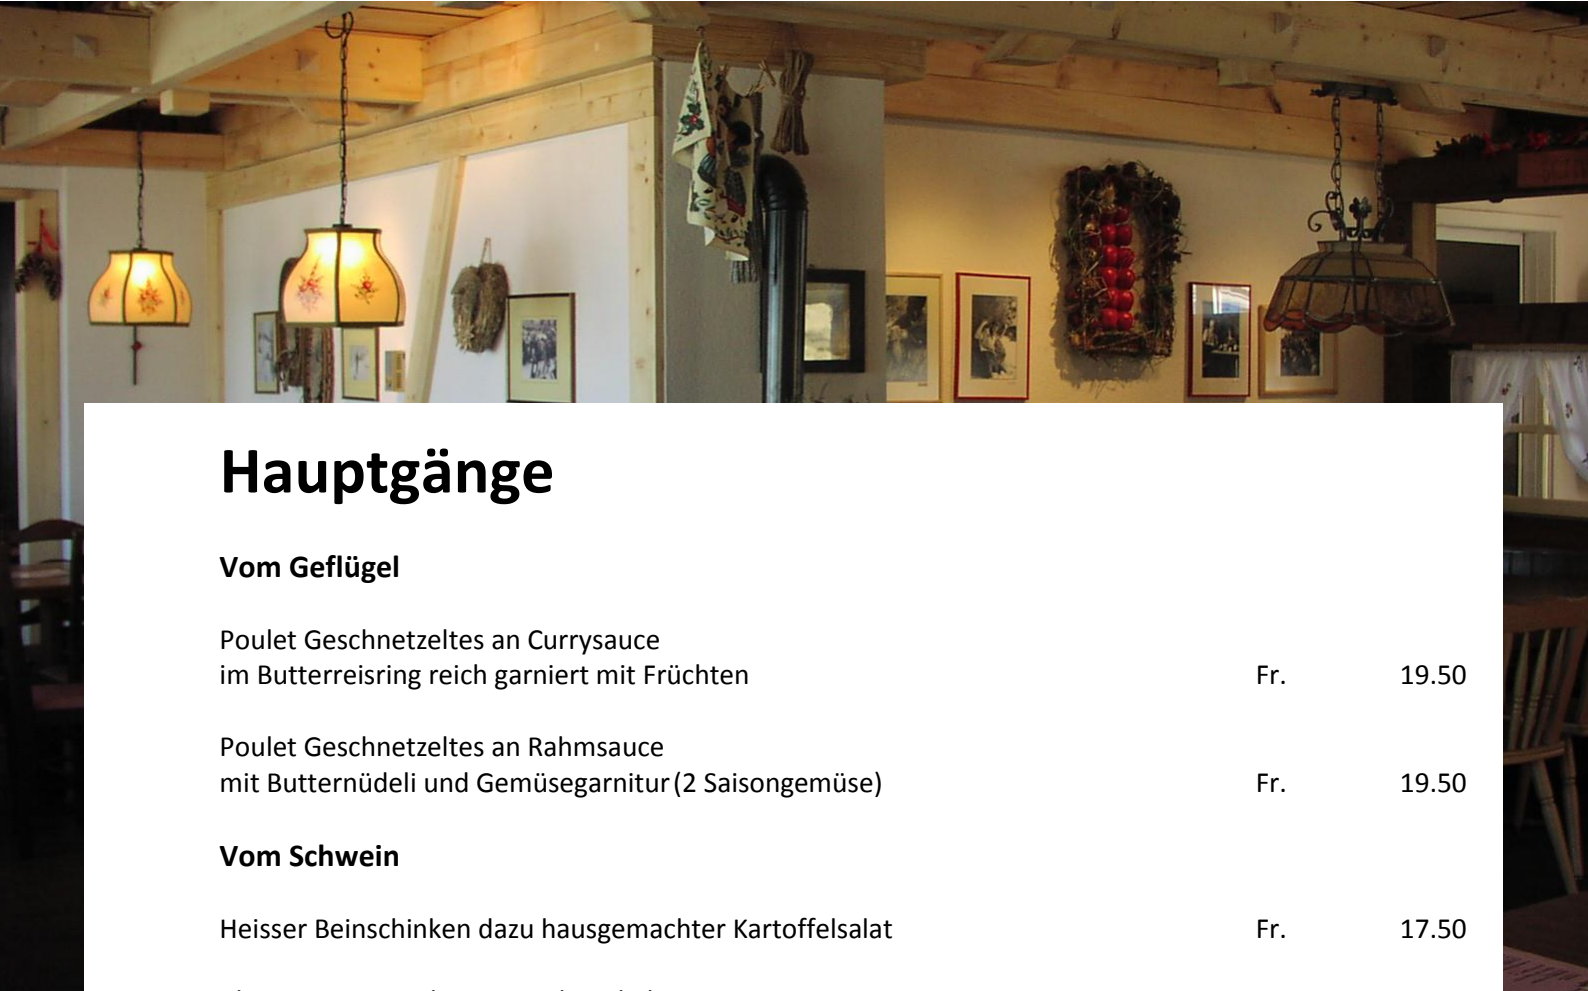 Hauptgänge
Vom Geflügel
Poulet Geschnetzeltes an Currysauce
im Butterreisring reich garniert mit Früchten Fr. 19.50
Poulet Geschnetzeltes an Rahmsauce
mit Butternüdeli und Gemüsegarnitur (2 Saisongemüse) Fr. 19.50
Vom Schwein
Heisser Beinschinken dazu hausgemachter Kartoffelsalat Fr. 17.50